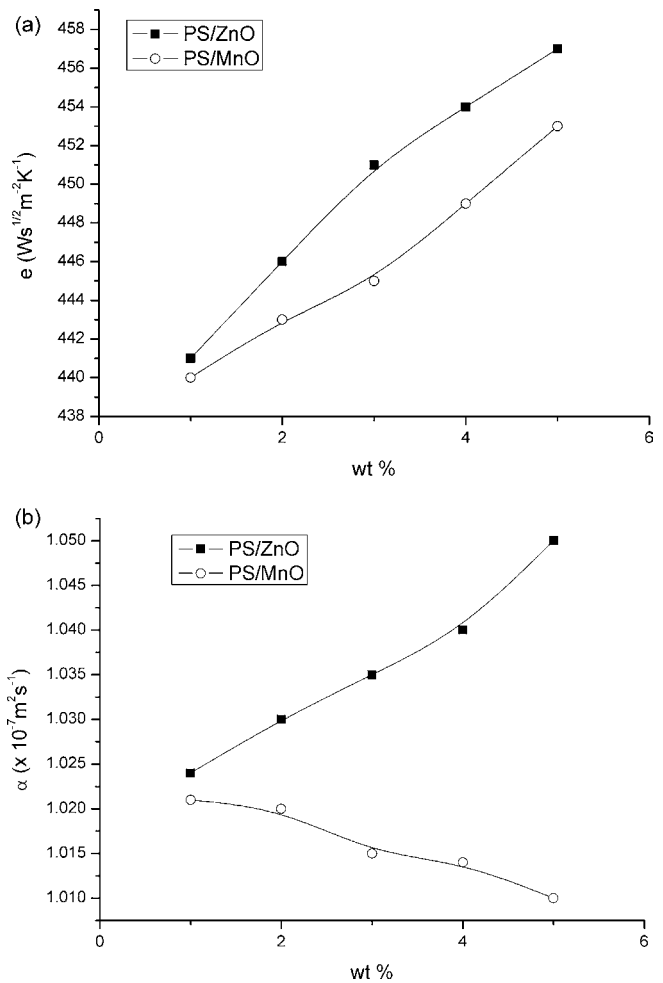 (a)
PS/ZnO
PS/MnO
458
456
454
452
450
448
446
444
442
440
438
e (Ws1/2m-2K-1)
0 2 4 6
wt %
(b)
PS/ZnO
PS/MnO
1.050
1.045
1.040
1.035
1.030
1.025
1.020
1.015
1.010
α (x 10-7m2s-1)
0 2 4 6
wt %